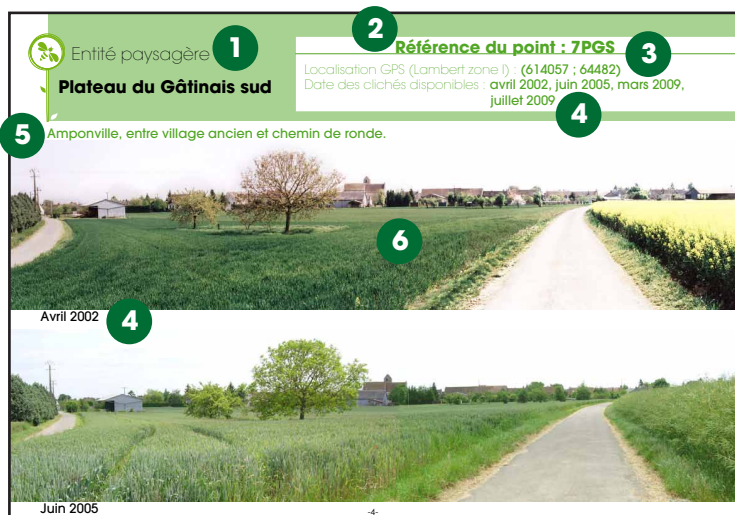 Entité paysagère
1
Plateau du Gâtinais sud
2
Référence du point : 7PGS
3
Localisation GPS (Lambert zone I) : (614057 ; 64482)
Date des clichés disponibles : avril 2002, juin 2005, mars 2009,
juillet 2009
4
5
Amponville, entre village ancien et chemin de ronde.
6
Avril 2002
4
Juin 2005
-4-